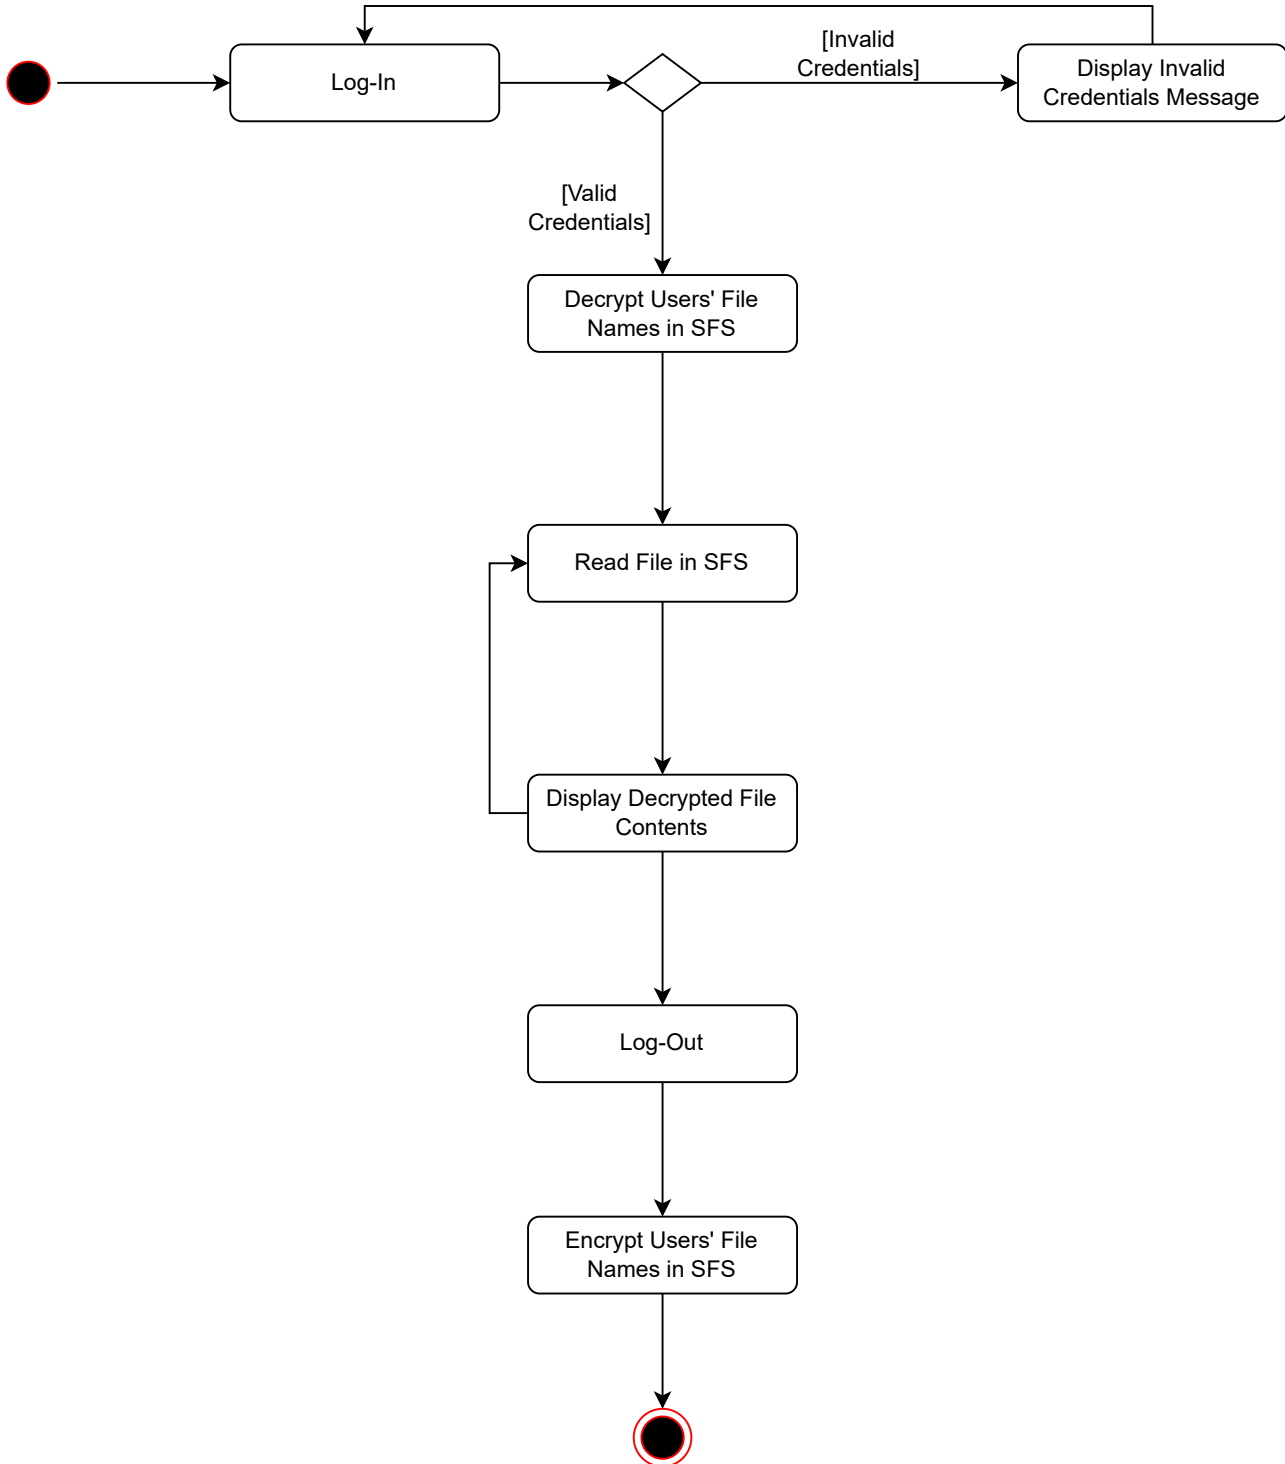 Log-In
[Invalid
Credentials]
Display Invalid
Credentials Message
[Valid
Credentials]
Decrypt Users' File
Names in SFS
Read File in SFS
Display Decrypted File
Contents
Log-Out
Encrypt Users' File
Names in SFS